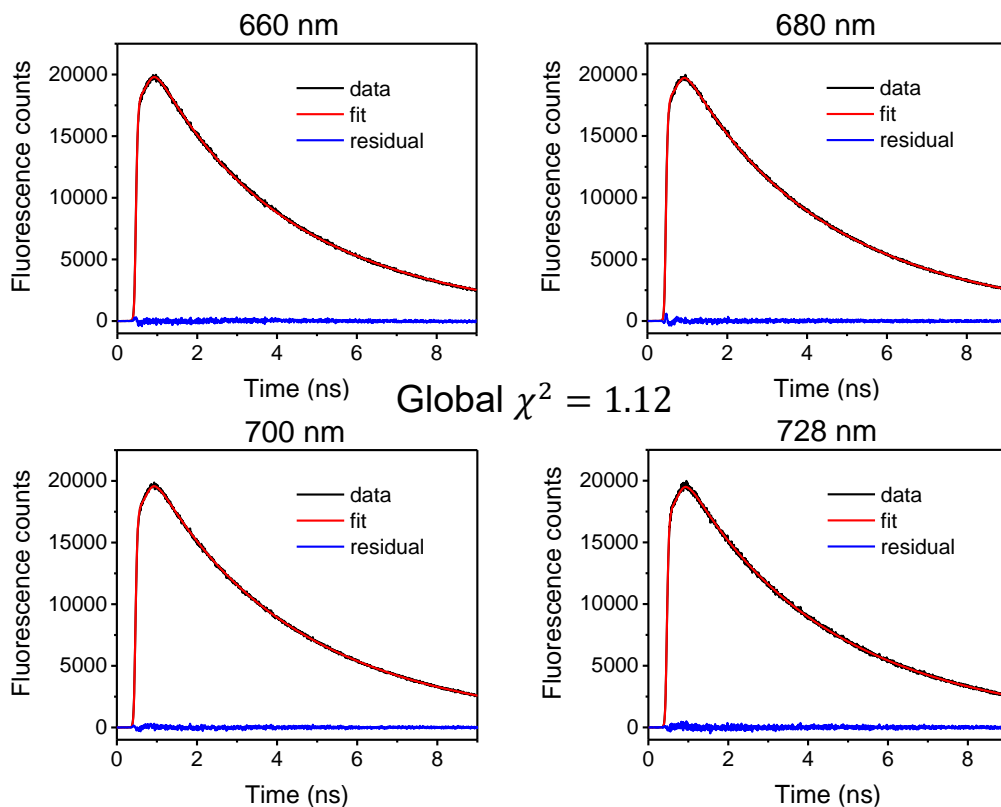 660 nm
Fluorescence counts
20000
15000
10000
5000
0
data
fit
residual
0 2 4 6 8
Time (ns)
680 nm
Fluorescence counts
20000
15000
10000
5000
0
data
fit
residual
0 2 4 6 8
Time (ns)
Global χ² = 1.12
700 nm
Fluorescence counts
20000
15000
10000
5000
0
data
fit
residual
0 2 4 6 8
Time (ns)
728 nm
Fluorescence counts
20000
15000
10000
5000
0
data
fit
residual
0 2 4 6 8
Time (ns)